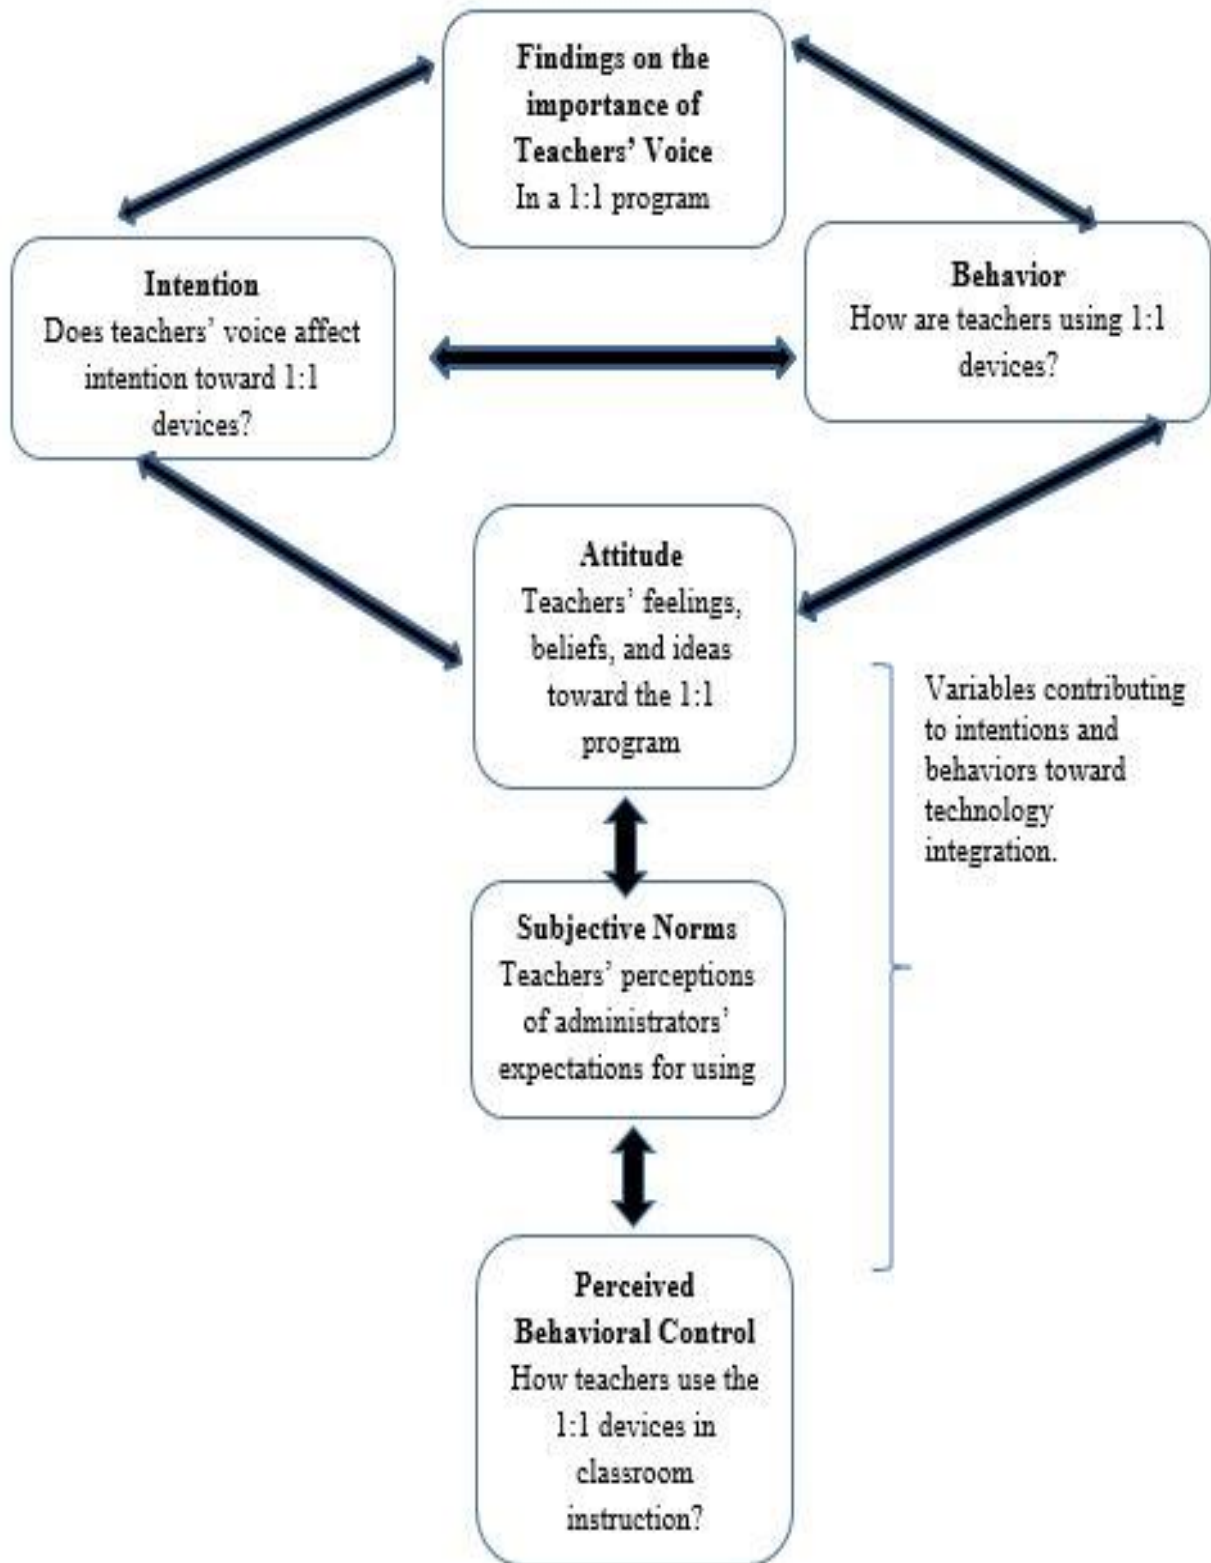 Findings on the
importance of
Teachers’ Voice
In a 1:1 program
Intention
Does teachers’ voice affect
intention toward 1:1
devices?
Behavior
How are teachers using 1:1
devices?
Attitude
Teachers’ feelings,
beliefs, and ideas
toward the 1:1
program
Variables contributing
to intentions and
behaviors toward
technology
integration.
Subjective Norms
Teachers’ perceptions
of administrators’
expectations for using
Perceived
Behavioral Control
How teachers use the
1:1 devices in
classroom
instruction?